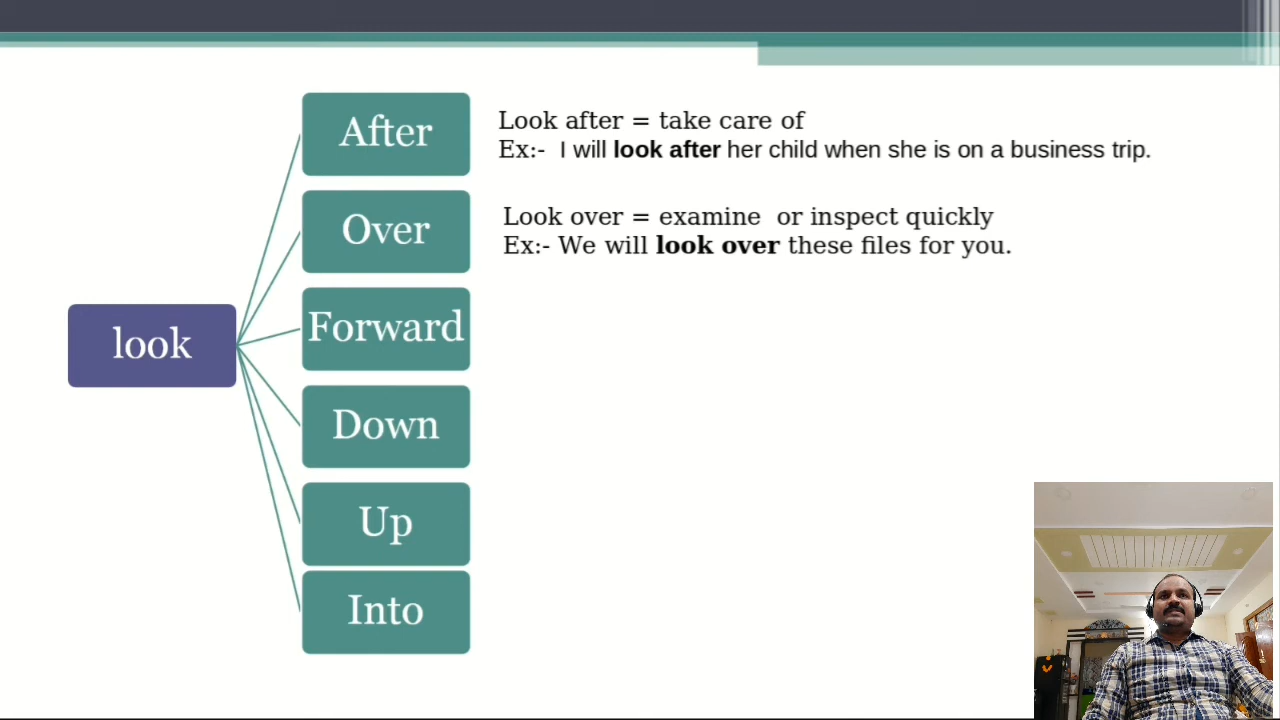 After
Look after = take care of
Ex:- I will look after her child when she is on a business trip.
Over
Look over = examine or inspect quickly
Ex:- We will look over these files for you.
look
Forward
Down
Up
Into